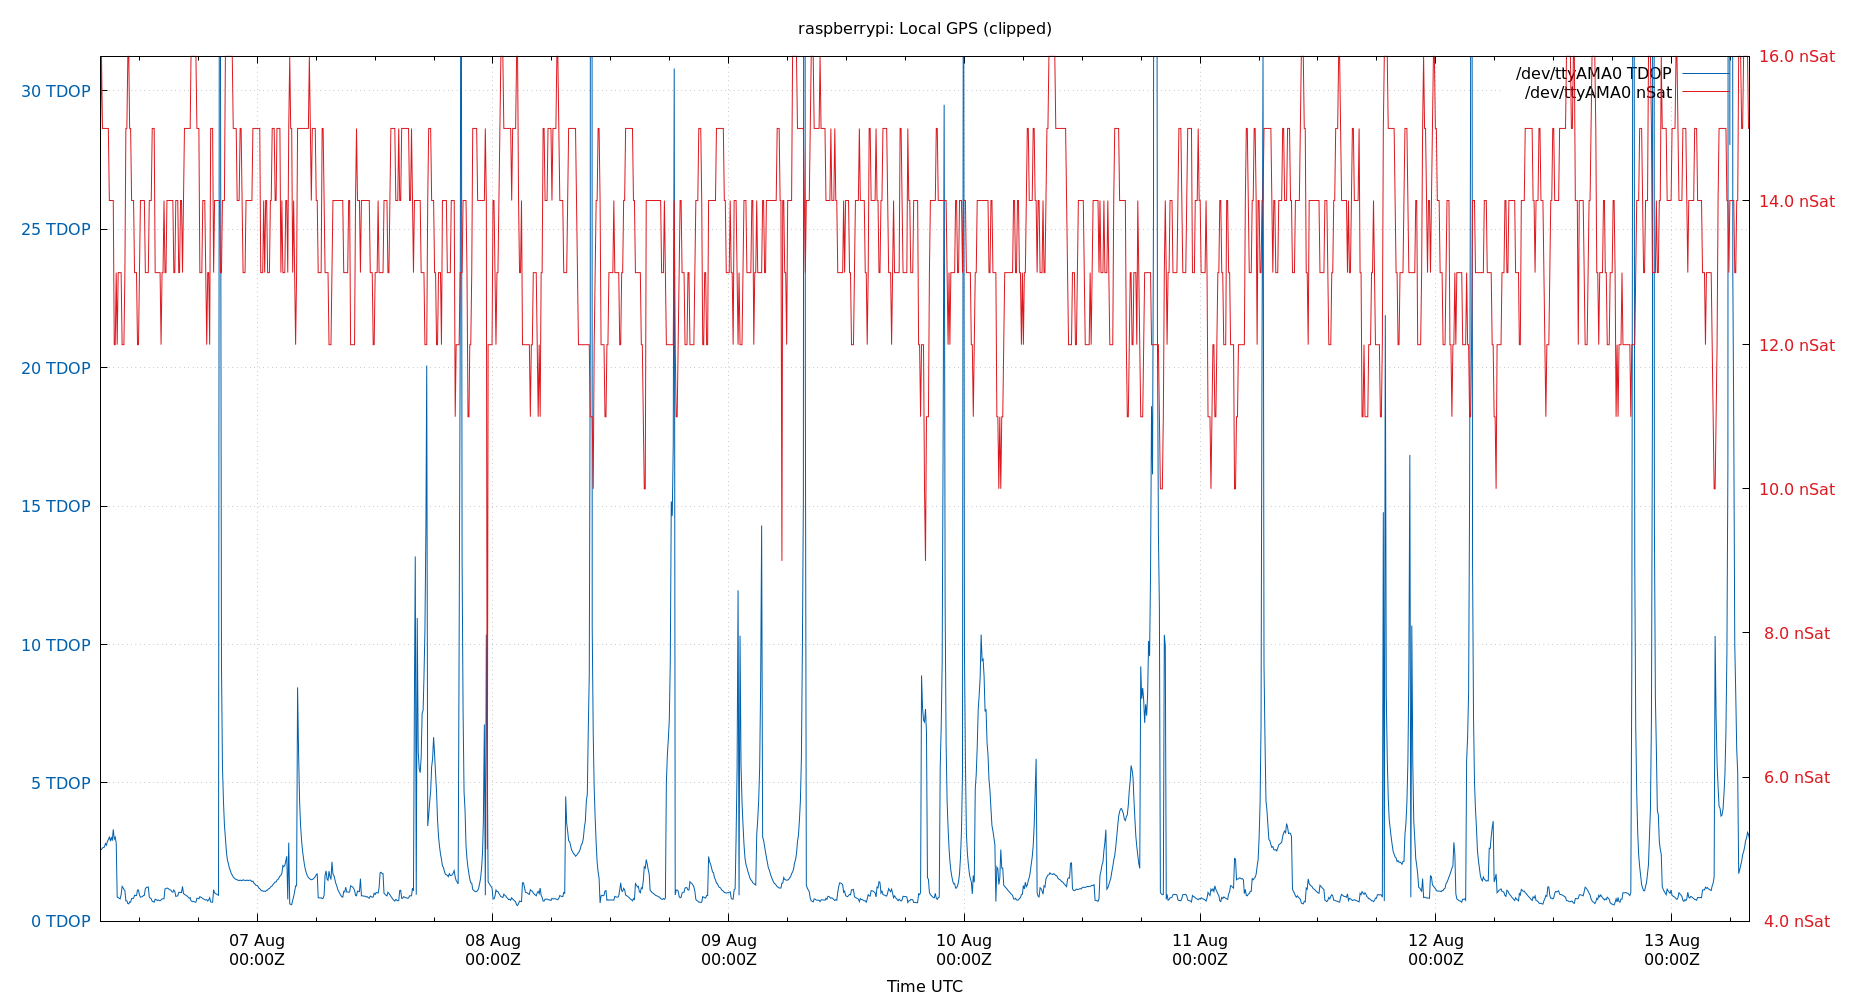 raspberrypi: Local GPS (clipped)
/dev/ttyAMA0 TDOP
/dev/ttyAMA0 nSat
30 TDOP
25 TDOP
20 TDOP
15 TDOP
10 TDOP
5 TDOP
0 TDOP
16.0 nSat
14.0 nSat
12.0 nSat
10.0 nSat
8.0 nSat
6.0 nSat
4.0 nSat
07 Aug
00:00Z
08 Aug
00:00Z
09 Aug
00:00Z
10 Aug
00:00Z
11 Aug
00:00Z
12 Aug
00:00Z
13 Aug
00:00Z
Time UTC